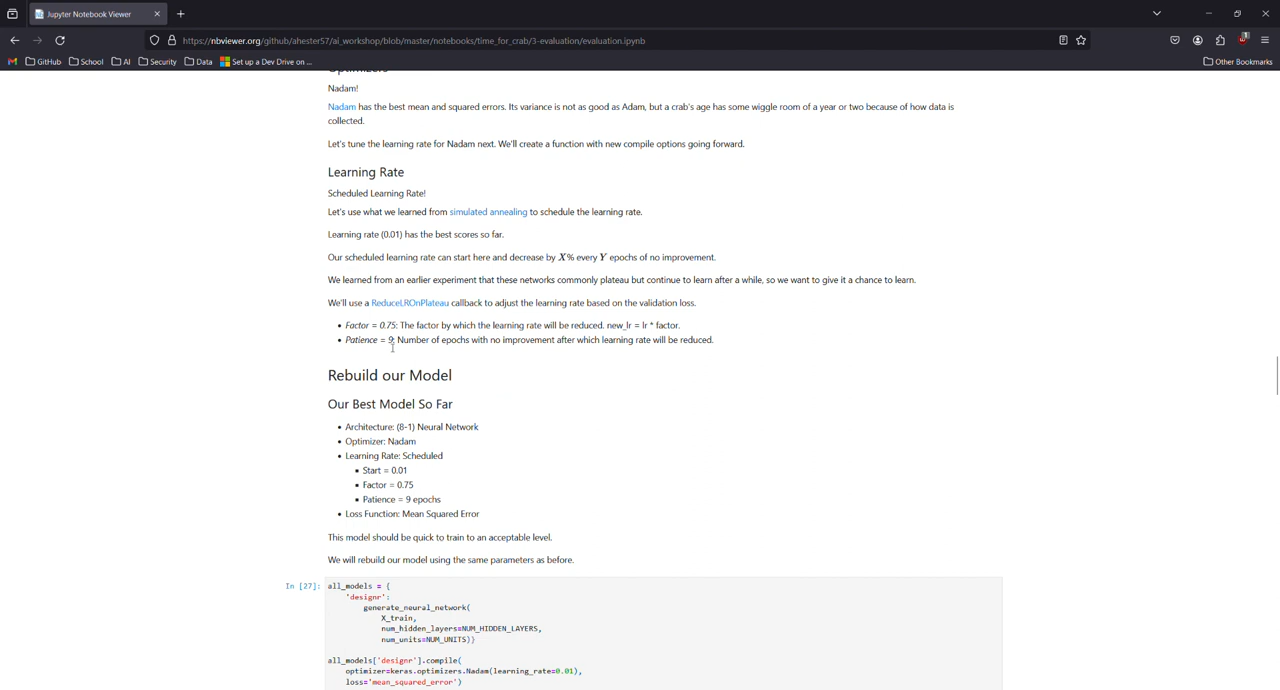 Jupyter Notebook Viewer
https://nbviewer.org/github/ahester57/ai_workshop/blob/master/notebooks/time_for_crab/3-evaluation/evaluation.ipynb
1
GitHub School AI Security Data Set up a Dev Drive on ... Other Bookmarks
Optimizers
Nadam!
Nadam has the best mean and squared errors. Its variance is not as good as Adam, but a crab's age has some wiggle room of a year or two because of how data is
collected.
Let's tune the learning rate for Nadam next. We'll create a function with new compile options going forward.
Learning Rate
Scheduled Learning Rate!
Let's use what we learned from simulated annealing to schedule the learning rate.
Learning rate (0.01) has the best scores so far.
Our scheduled learning rate can start here and decrease by X% every Y epochs of no improvement.
We learned from an earlier experiment that these networks commonly plateau but continue to learn after a while, so we want to give it a chance to learn.
We'll use a ReduceLROnPlateau callback to adjust the learning rate based on the validation loss.
• Factor = 0.75: The factor by which the learning rate will be reduced. new_lr = lr * factor.
• Patience = 9: Number of epochs with no improvement after which learning rate will be reduced.
Rebuild our Model
Our Best Model So Far
• Architecture: (8-1) Neural Network
• Optimizer: Nadam
• Learning Rate: Scheduled
▪ Start = 0.01
▪ Factor = 0.75
▪ Patience = 9 epochs
• Loss Function: Mean Squared Error
This model should be quick to train to an acceptable level.
We will rebuild our model using the same parameters as before.
In [27]: all_models = {
'designr':
generate_neural_network(
X_train,
num_hidden_layers=NUM_HIDDEN_LAYERS,
num_units=NUM_UNITS)}
all_models['designr'].compile(
optimizer=keras.optimizers.Nadam(learning_rate=0.01),
loss='mean_squared_error')